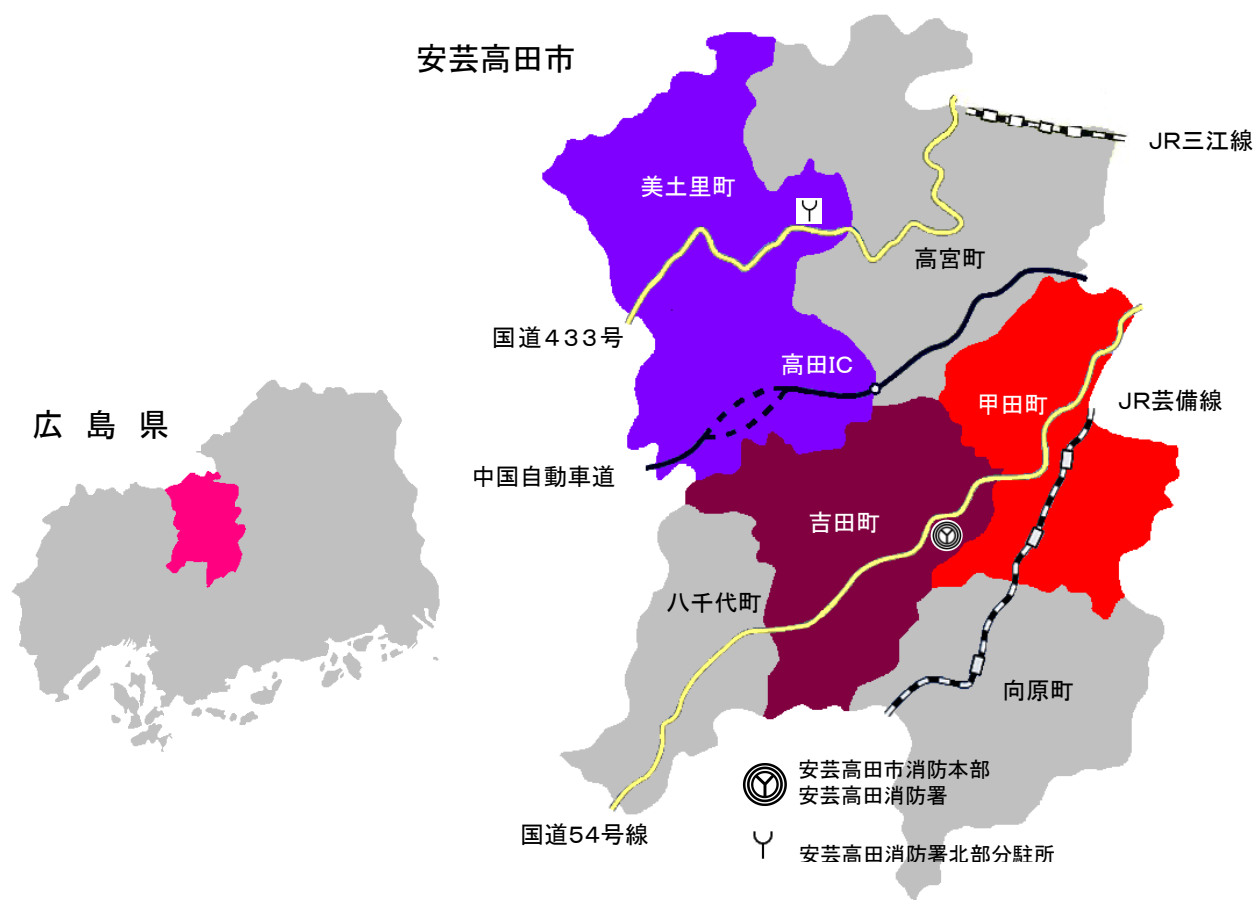 安芸高田市
JR三江線
美土里町
高宮町
国道433号
高田IC
広島県
甲田町
JR芸備線
中国自動車道
吉田町
八千代町
向原町
安芸高田市消防本部
安芸高田消防署
国道54号線
安芸高田消防署北部分駐所